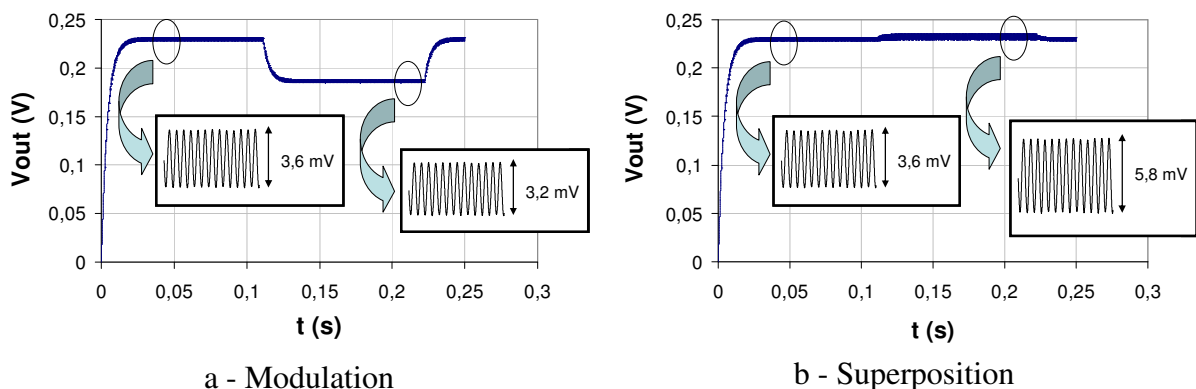 0,25
0,2
0,15
0,1
0,05
0
Vout (V)
3,6 mV
3,2 mV
0 0,05 0,1 0,15 0,2 0,25 0,3
t (s)
a - Modulation
0,25
0,2
0,15
0,1
0,05
0
Vout (V)
3,6 mV
5,8 mV
0 0,05 0,1 0,15 0,2 0,25 0,3
t (s)
b - Superposition